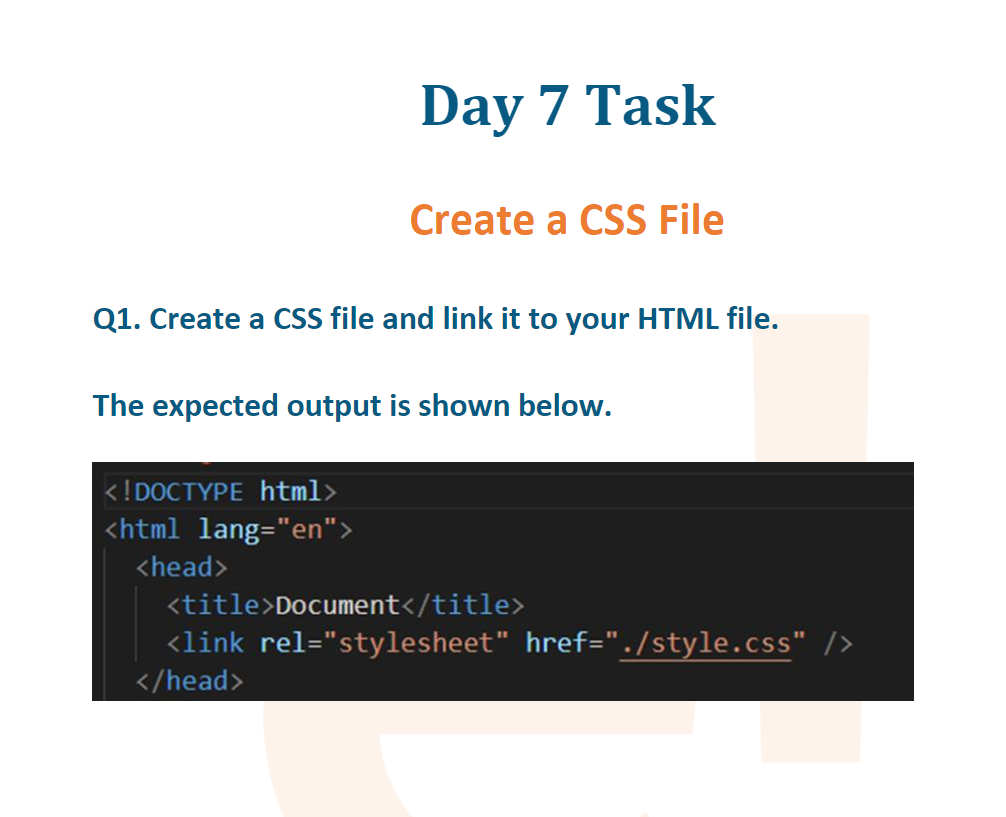 Day 7 Task
Create a CSS File
Q1. Create a CSS file and link it to your HTML file.
The expected output is shown below.
<!DOCTYPE html>
<html lang="en">
<head>
<title>Document</title>
<link rel="stylesheet" href="./style.css" />
</head>